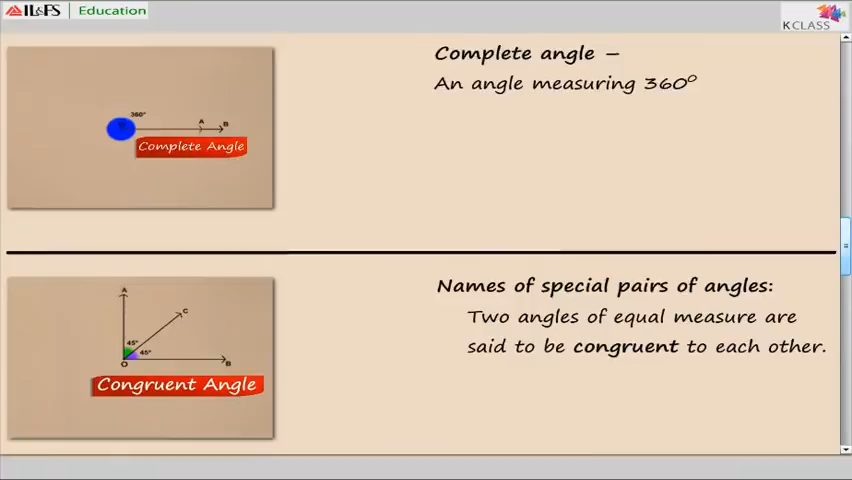 IL&FS Education
K CLASS
Complete angle –
An angle measuring 360°
360°
A
B
Complete Angle
Names of special pairs of angles:
Two angles of equal measure are
said to be congruent to each other.
A
C
45°
45°
O
B
Congruent Angle